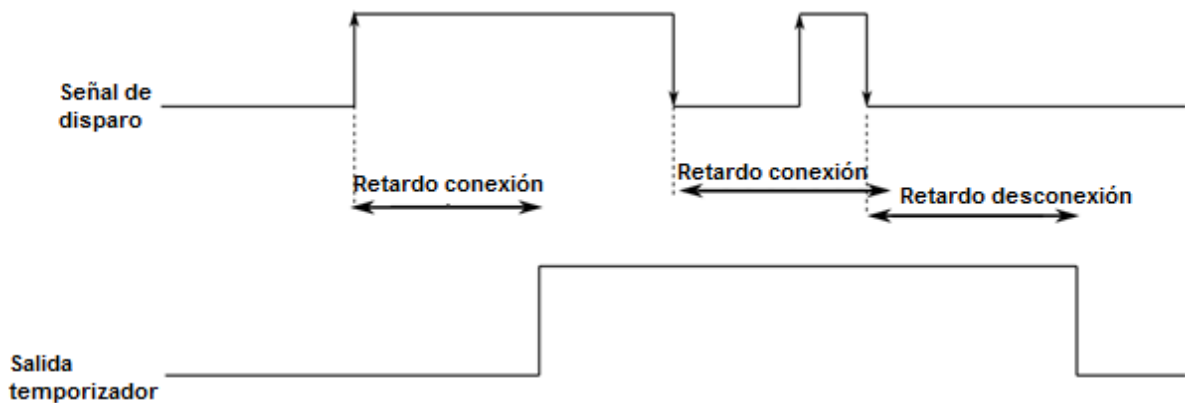 Señal de
disparo
Retardo conexión
Retardo conexión
Retardo desconexión
Salida
temporizador